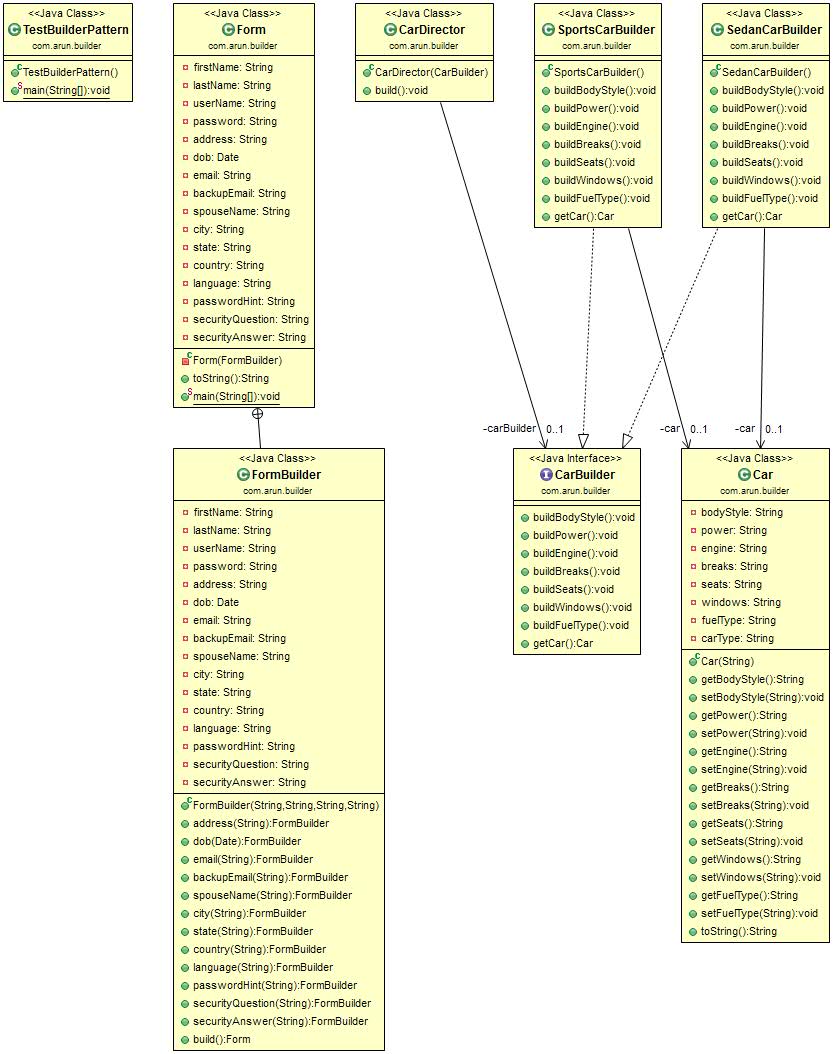 <<Java Class>>
TestBuilderPattern
com.arun.builder
TestBuilderPattern()
main(String[]):void
<<Java Class>>
Form
com.arun.builder
firstName: String
lastName: String
userName: String
password: String
address: String
dob: Date
email: String
backupEmail: String
spouseName: String
city: String
state: String
country: String
language: String
passwordHint: String
securityQuestion: String
securityAnswer: String
Form(FormBuilder)
toString():String
main(String[]):void
<<Java Class>>
CarDirector
com.arun.builder
CarDirector(CarBuilder)
build():void
<<Java Class>>
SportsCarBuilder
com.arun.builder
SportsCarBuilder()
buildBodyStyle():void
buildPower():void
buildEngine():void
buildBreaks():void
buildSeats():void
buildWindows():void
buildFuelType():void
getCar():Car
<<Java Class>>
SedanCarBuilder
com.arun.builder
SedanCarBuilder()
buildBodyStyle():void
buildPower():void
buildEngine():void
buildBreaks():void
buildSeats():void
buildWindows():void
buildFuelType():void
getCar():Car
-carBuilder 0..1
-car 0..1
-car 0..1
<<Java Class>>
FormBuilder
com.arun.builder
firstName: String
lastName: String
userName: String
password: String
address: String
dob: Date
email: String
backupEmail: String
spouseName: String
city: String
state: String
country: String
language: String
passwordHint: String
securityQuestion: String
securityAnswer: String
FormBuilder(String,String,String,String)
address(String):FormBuilder
dob(Date):FormBuilder
email(String):FormBuilder
backupEmail(String):FormBuilder
spouseName(String):FormBuilder
city(String):FormBuilder
state(String):FormBuilder
country(String):FormBuilder
language(String):FormBuilder
passwordHint(String):FormBuilder
securityQuestion(String):FormBuilder
securityAnswer(String):FormBuilder
build():Form
<<Java Interface>>
CarBuilder
com.arun.builder
buildBodyStyle():void
buildPower():void
buildEngine():void
buildBreaks():void
buildSeats():void
buildWindows():void
buildFuelType():void
getCar():Car
<<Java Class>>
Car
com.arun.builder
bodyStyle: String
power: String
engine: String
breaks: String
seats: String
windows: String
fuelType: String
carType: String
Car(String)
getBodyStyle():String
setBodyStyle(String):void
getPower():String
setPower(String):void
getEngine():String
setEngine(String):void
getBreaks():String
setBreaks(String):void
getSeats():String
setSeats(String):void
getWindows():String
setWindows(String):void
getFuelType():String
setFuelType(String):void
toString():String